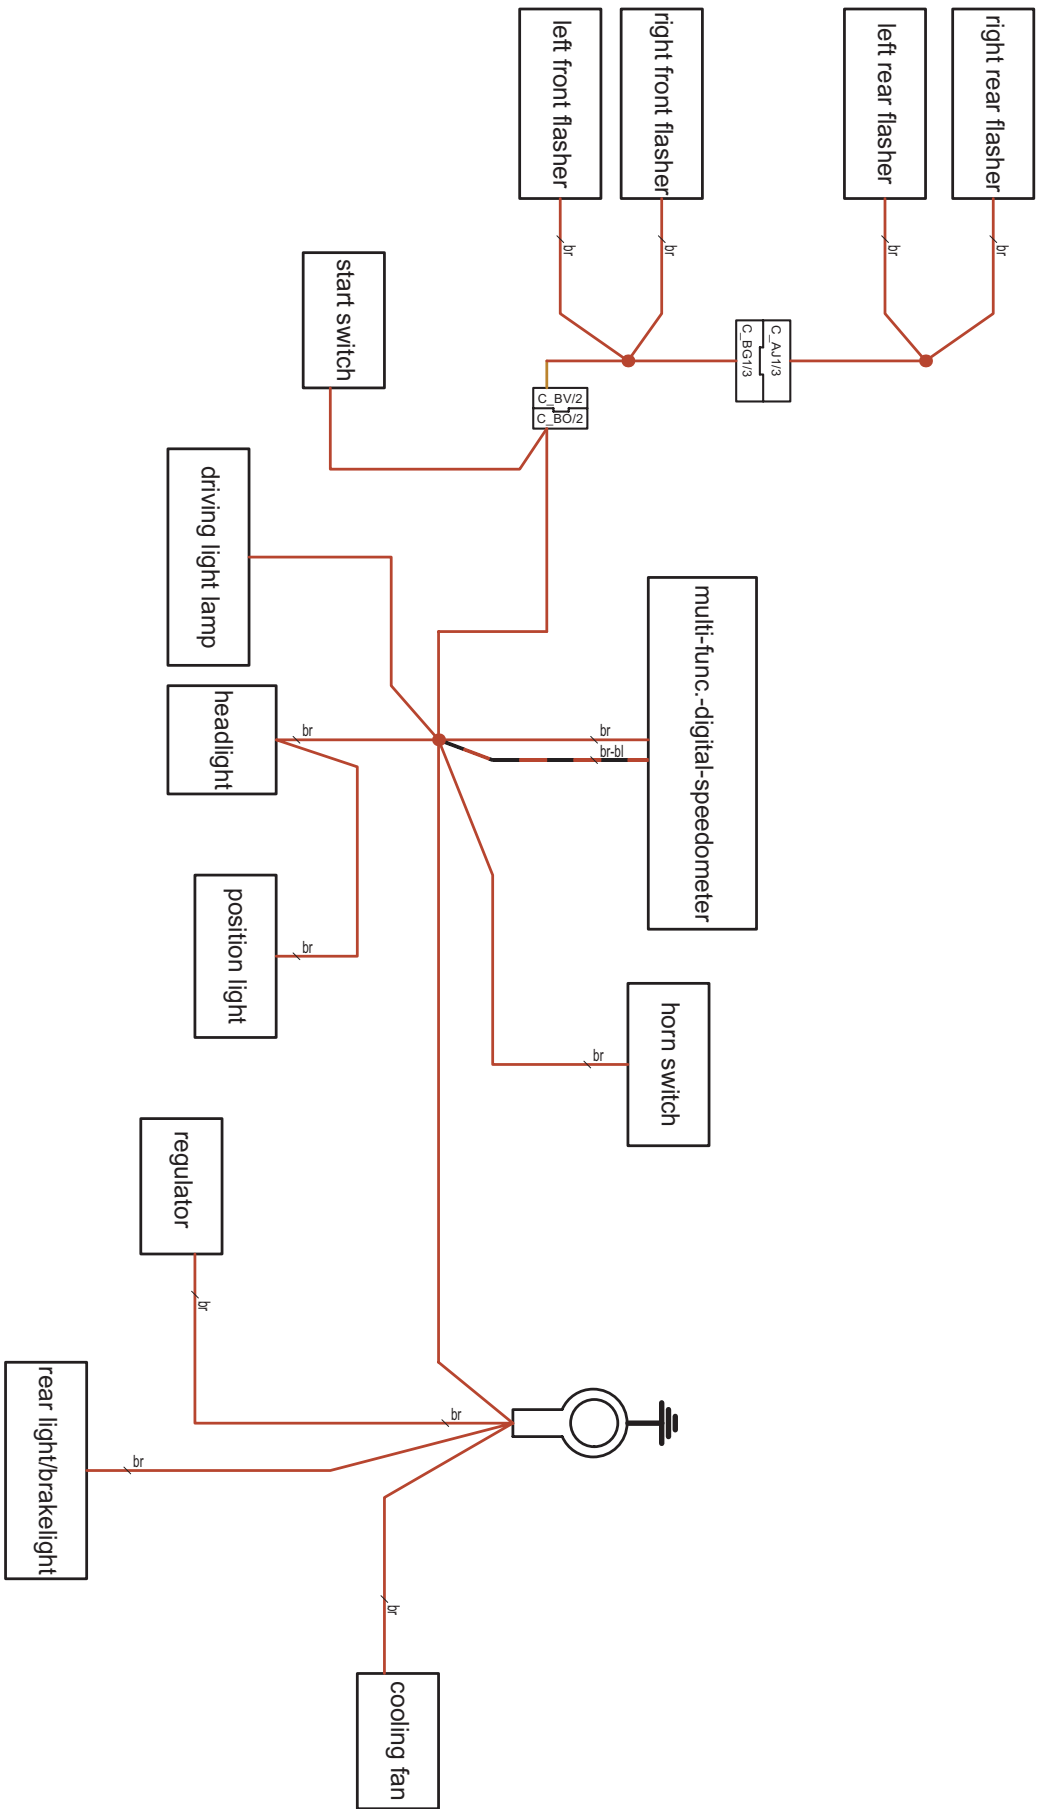 left front flasher
right front flasher
left rear flasher
right rear flasher
br
br
br
br
start switch
C_BG1/3
C_AJ1/3
C_BV/2
C_BO/2
driving light lamp
multi-func.-digital-speedometer
headlight
br
br
br-bl
position light
br
horn switch
br
regulator
br
br
rear light/brakelight
br
br
cooling fan